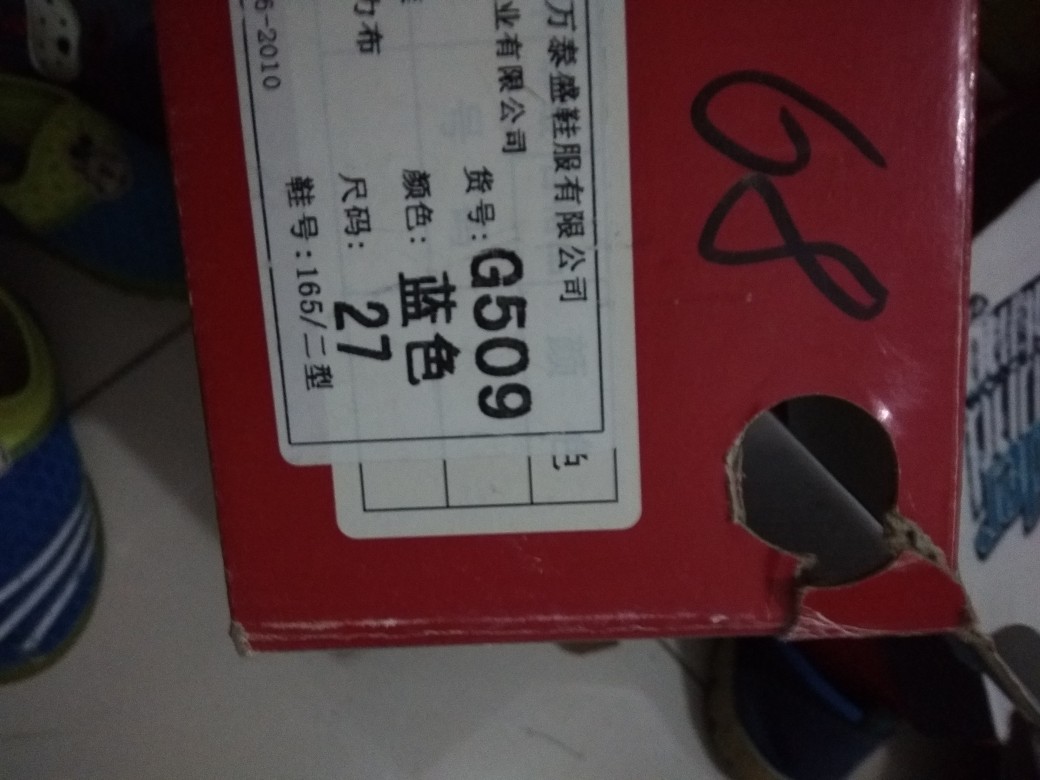 万泰盛鞋服有限公司
业有限公司
货号: G509
颜色: 蓝色
布
尺码: 27
鞋号:165/二型
6-2010
68